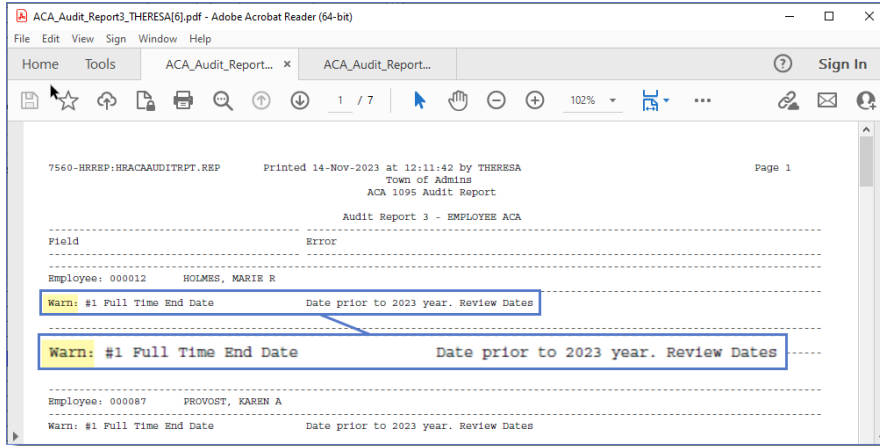 ACA_Audit_Report3_THERESA[6].pdf - Adobe Acrobat Reader (64-bit)
File Edit View Sign Window Help
Home Tools ACA_Audit_Report... × ACA_Audit_Report... ? Sign In
1 / 7 102%
7560-HRREP:HRACAAUDITRPT.REP Printed 14-Nov-2023 at 12:11:42 by THERESA Page 1
Town of Admins
ACA 1095 Audit Report
Audit Report 3 - EMPLOYEE ACA
Field Error
Employee: 000012 HOLMES, MARIE R
Warn: #1 Full Time End Date Date prior to 2023 year. Review Dates
Warn: #1 Full Time End Date Date prior to 2023 year. Review Dates
Employee: 000087 PROVOST, KAREN A
Warn: #1 Full Time End Date Date prior to 2023 year. Review Dates